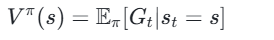 V^π(s) = 𝔼_π[G_t|s_t = s]